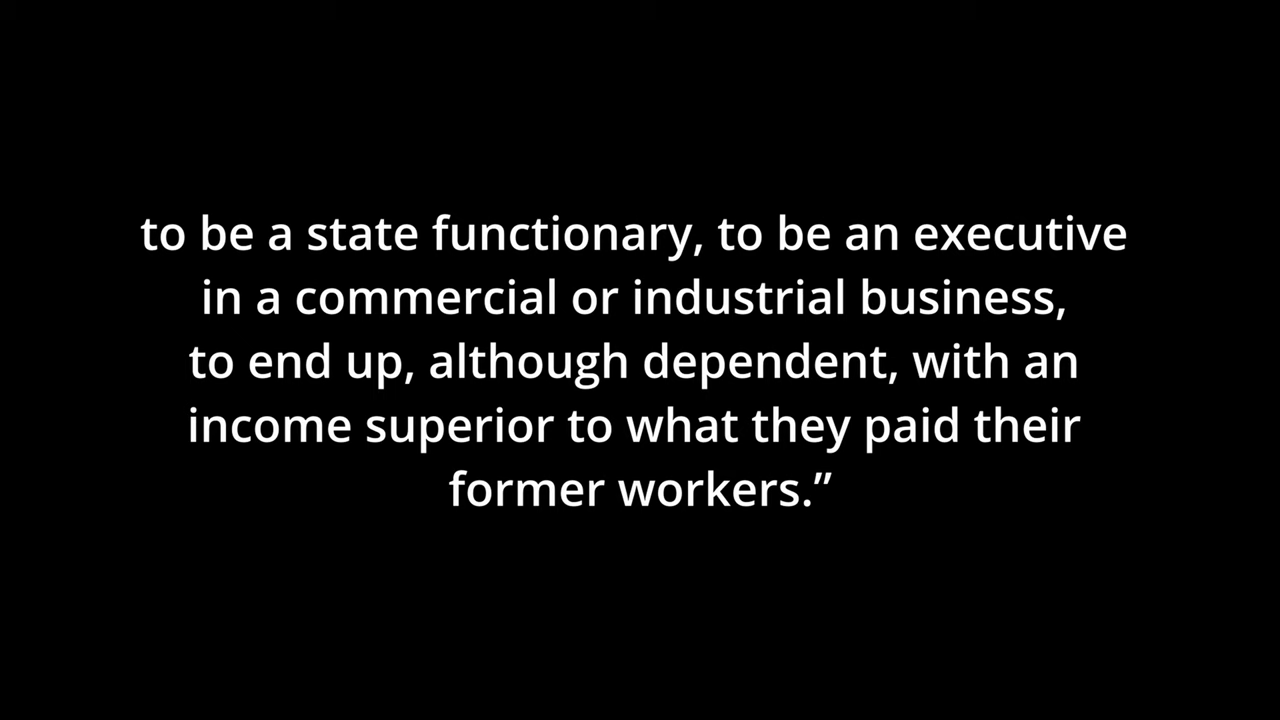 to be a state functionary, to be an executive
in a commercial or industrial business,
to end up, although dependent, with an
income superior to what they paid their
former workers.”